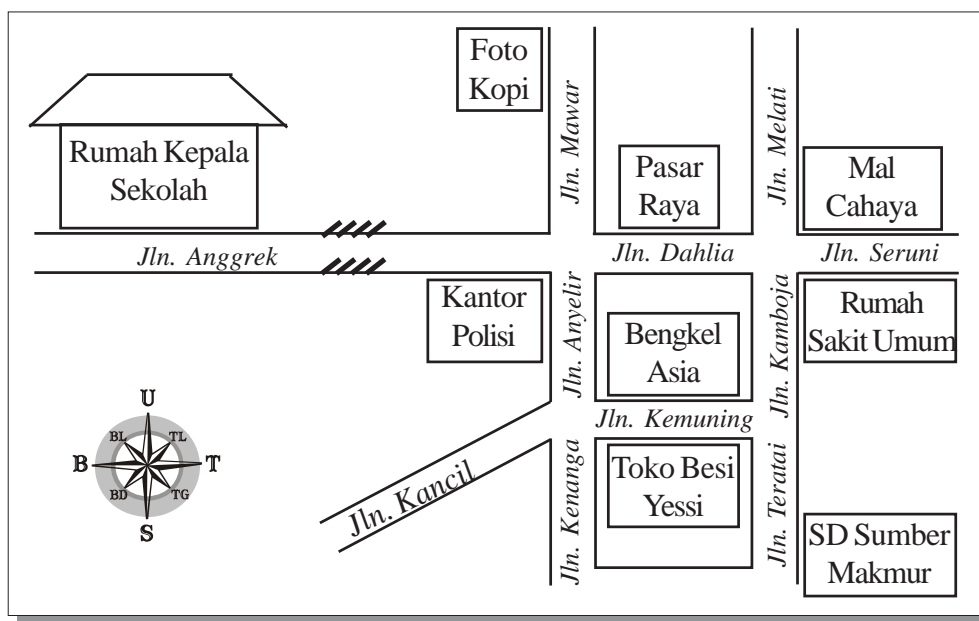 Foto
Kopi
Jln. Mawar
Jln. Melati
Rumah Kepala
Sekolah
Pasar
Raya
Mal
Cahaya
Jln. Anggrek
Jln. Dahlia
Jln. Seruni
Kantor
Polisi
Jln. Anyelir
Bengkel
Asia
Jln. Kamboja
Rumah
Sakit Umum
Jln. Kemuning
U
BL
TL
B
T
BD
TG
S
Jln. Kancil
Jln. Kenanga
Toko Besi
Yessi
Jln. Teratai
SD Sumber
Makmur